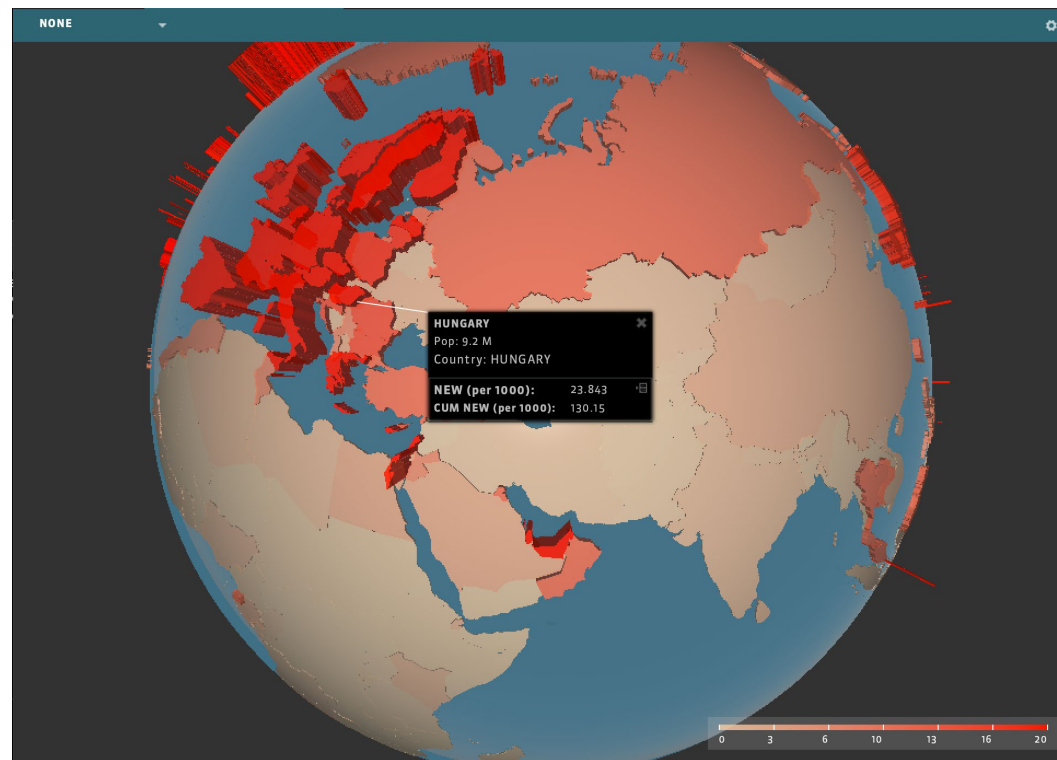 NONE
HUNGARY
Pop: 9.2 M
Country: HUNGARY
NEW (per 1000): 23.843
CUM NEW (per 1000): 130.15
0 3 6 10 13 16 20